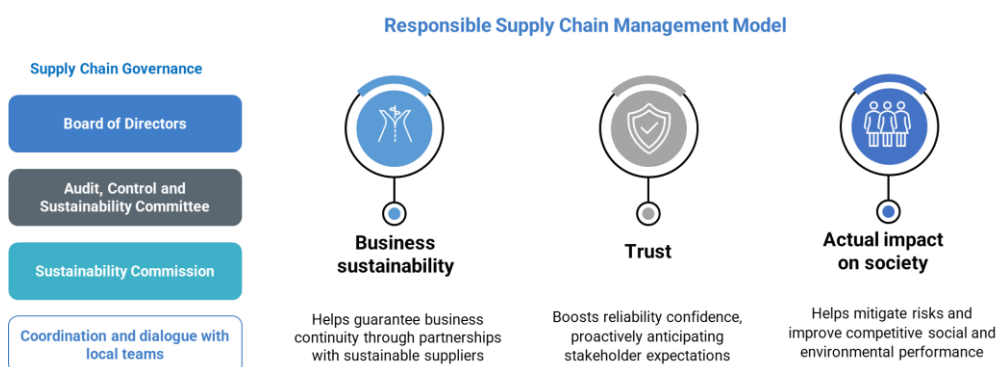 Responsible Supply Chain Management Model
Supply Chain Governance
Board of Directors
Audit, Control and
Sustainability Committee
Sustainability Commission
Coordination and dialogue with
local teams
Business
sustainability
Helps guarantee business
continuity through partnerships
with sustainable suppliers
Trust
Boosts reliability confidence,
proactively anticipating
stakeholder expectations
Actual impact
on society
Helps mitigate risks and
improve competitive social and
environmental performance